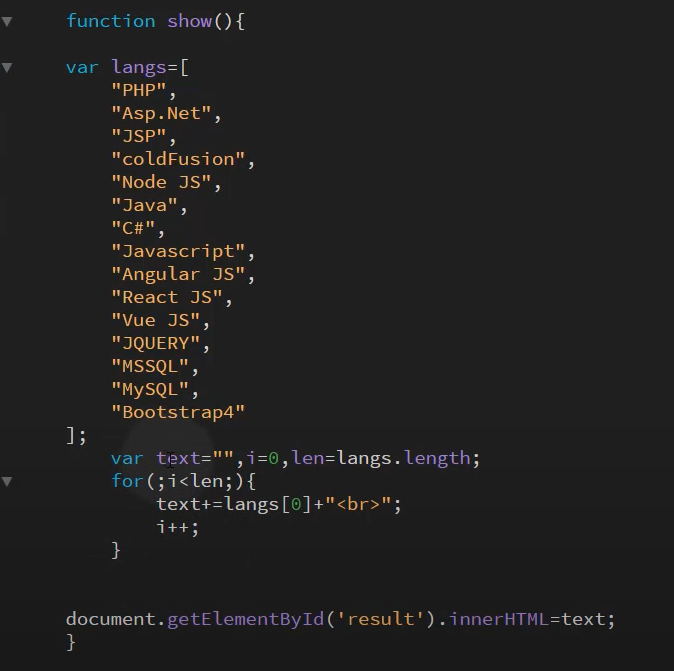 function show(){
var langs=[
"PHP",
"Asp.Net",
"JSP",
"coldFusion",
"Node JS",
"Java",
"C#",
"Javascript",
"Angular JS",
"React JS",
"Vue JS",
"JQUERY",
"MSSQL",
"MySQL",
"Bootstrap4"
];
var text="",i=0,len=langs.length;
for(;i<len;){
text+=langs[0]+"<br>";
i++;
}
document.getElementById('result').innerHTML=text;
}